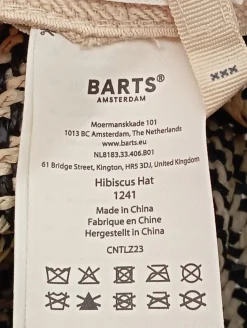 BARTS®
AMSTERDAM
Moermanskkade 101
1013 BC Amsterdam, The Netherlands
www.barts.eu
NL8183.33.406.B01
61 Bridge Street, Kington, HR5 3DJ, United Kingdom
Hibiscus Hat
1241
Made in China
Fabrique en Chine
Hergestellt in China
CNTLZ23